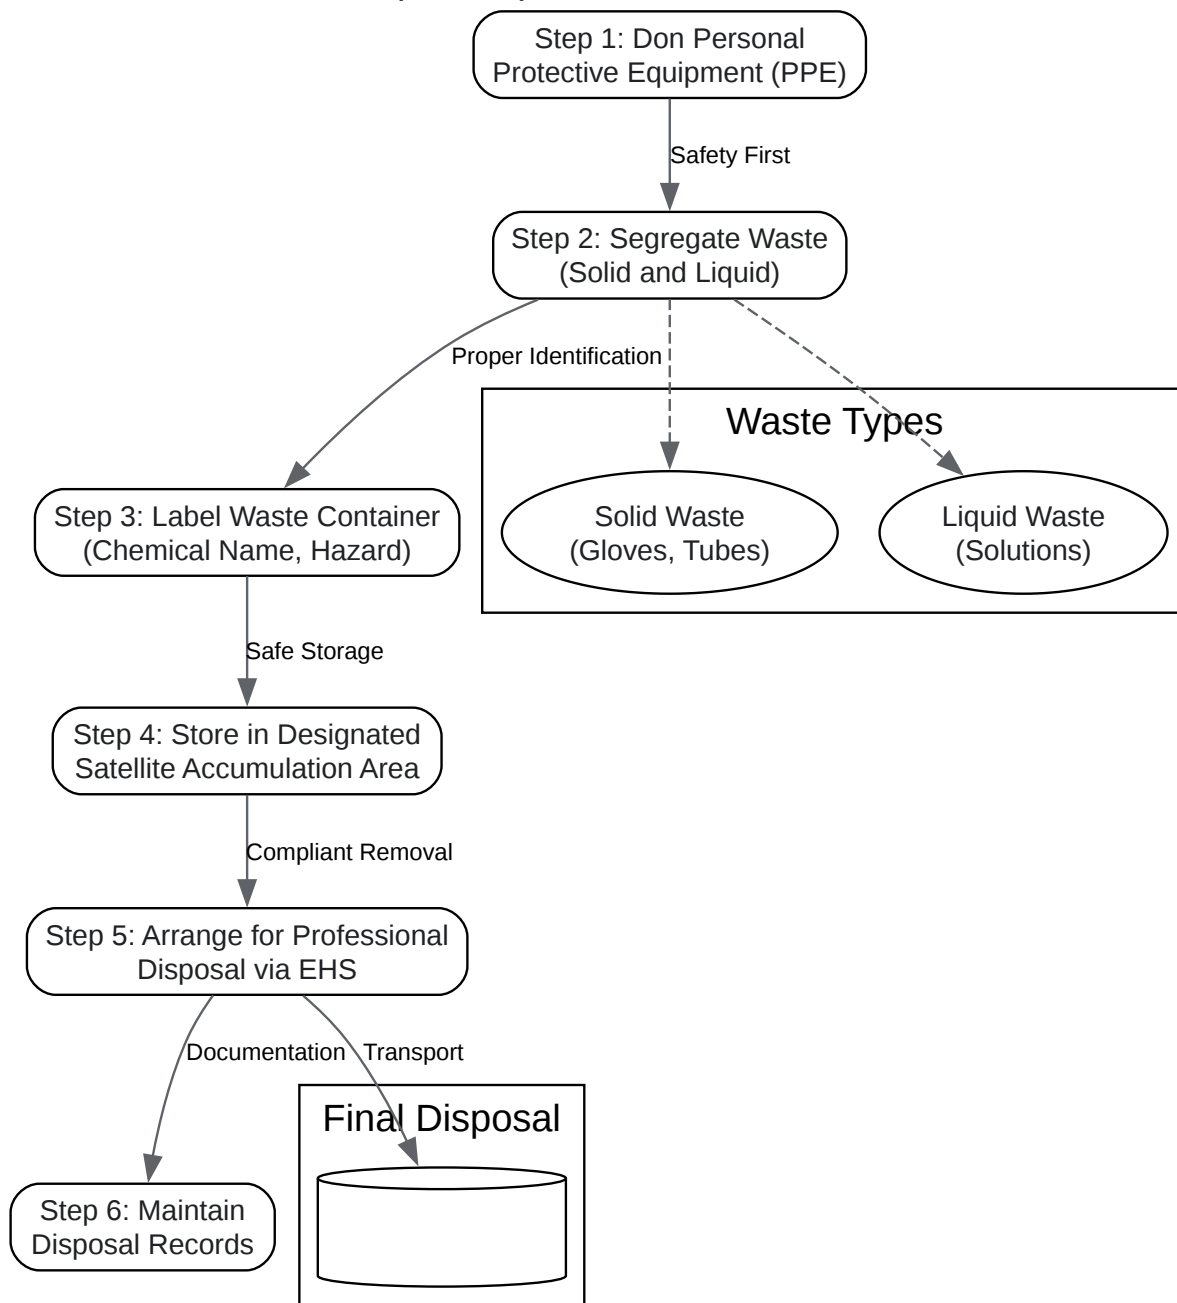 Step 1: Don Personal
Protective Equipment (PPE)
Safety First
Step 2: Segregate Waste
(Solid and Liquid)
Proper Identification
Waste Types
Step 3: Label Waste Container
(Chemical Name, Hazard)
Solid Waste
(Gloves, Tubes)
Liquid Waste
(Solutions)
Safe Storage
Step 4: Store in Designated
Satellite Accumulation Area
Compliant Removal
Step 5: Arrange for Professional
Disposal via EHS
Documentation
Transport
Final Disposal
Step 6: Maintain
Disposal Records